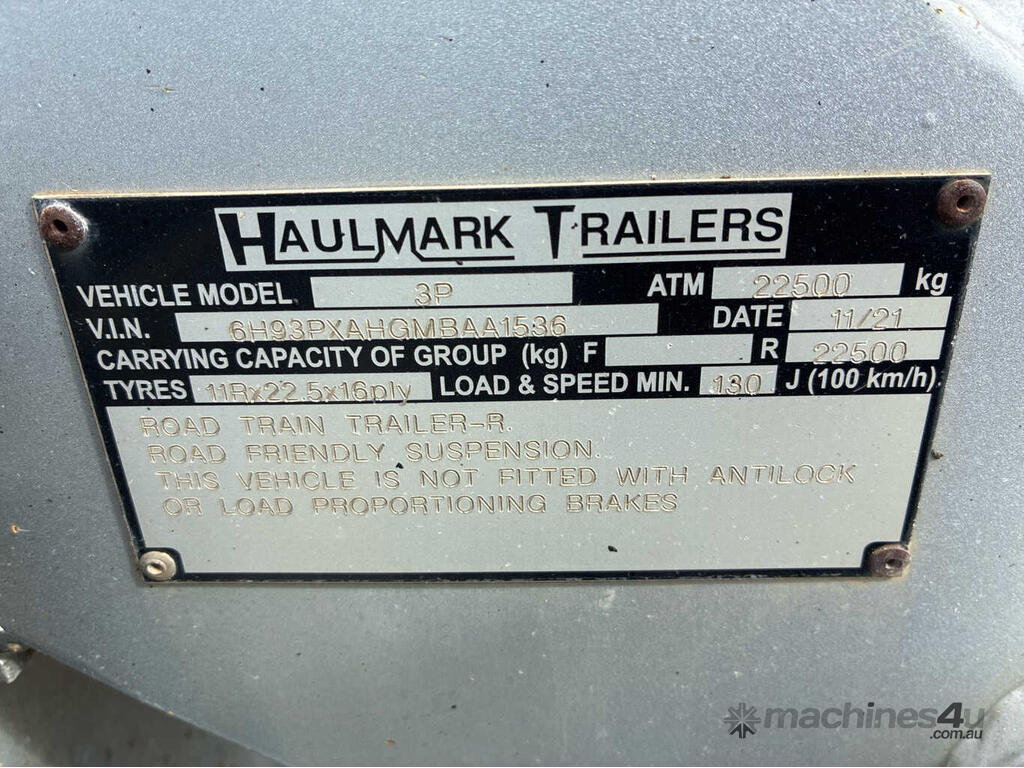 HAULMARK TRAILERS
VEHICLE MODEL 3P ATM 22500 kg
V.I.N. 6H93PXAHGMBAA1536 DATE 11/21
CARRYING CAPACITY OF GROUP (kg) F R 22500
TYRES 11Rx22.5x16ply LOAD & SPEED MIN. 130 J (100 km/h)
ROAD TRAIN TRAILER-R.
ROAD FRIENDLY SUSPENSION.
THIS VEHICLE IS NOT FITTED WITH ANTILOCK
OR LOAD PROPORTIONING BRAKES
machines4u
.com.au